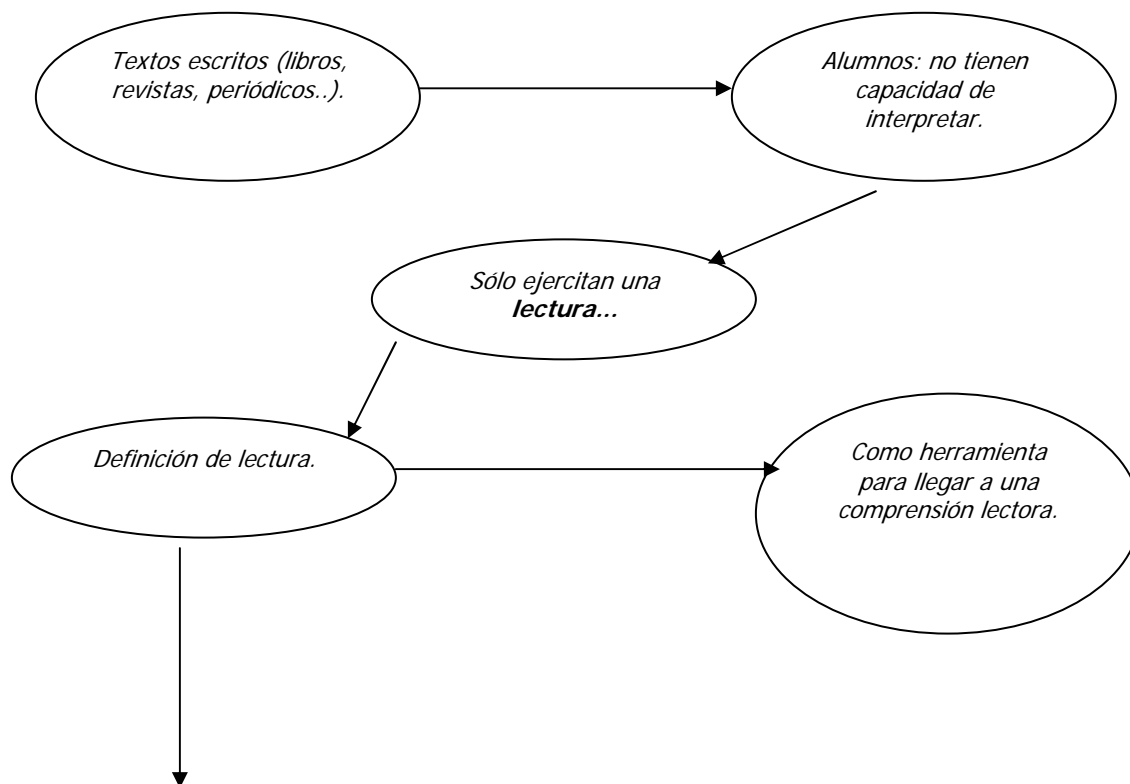 Textos escritos (libros,
revistas, periódicos..).
Alumnos: no tienen
capacidad de
interpretar.
Sólo ejercitan una
lectura...
Definición de lectura.
Como herramienta
para llegar a una
comprensión lectora.